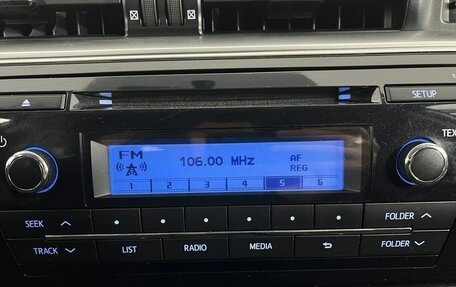 SETUP
TEX
FM
106.00 MHz
AF
REG
1 2 3 4 5 6
SEEK
FOLDER
TRACK
LIST
RADIO
MEDIA
FOLDER